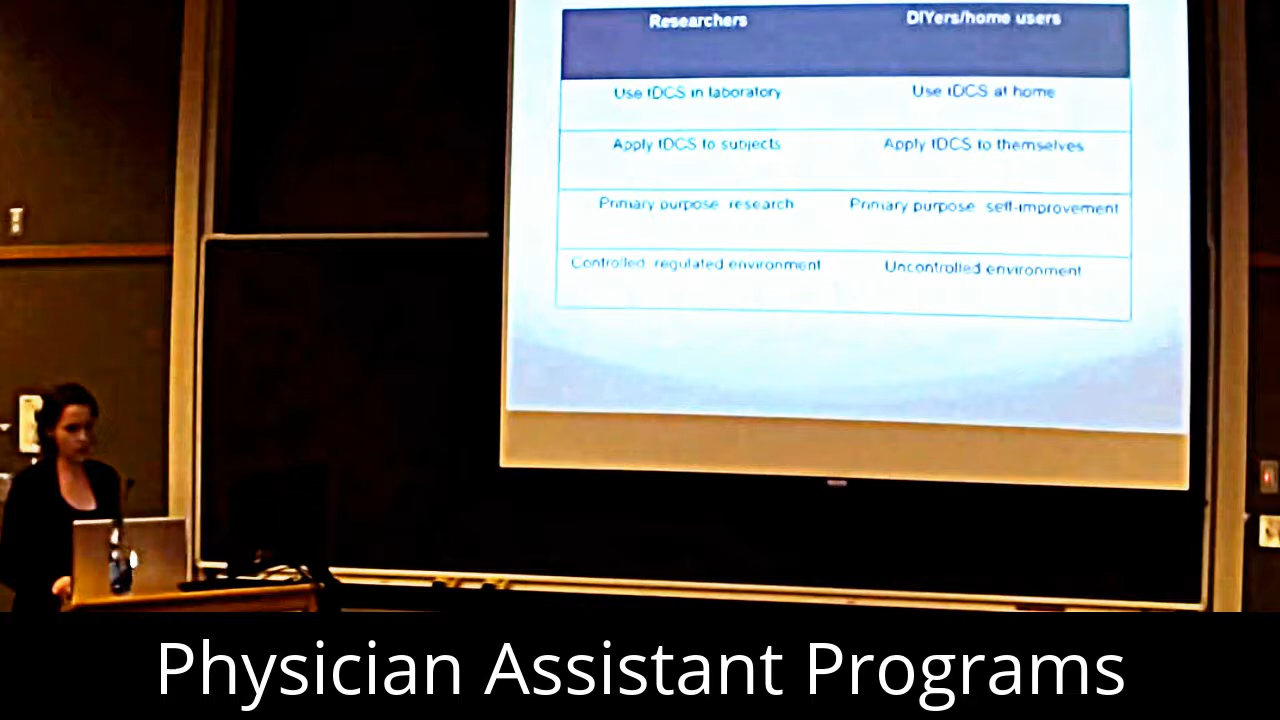 Researchers DIYers/home users
Use tDCS in laboratory Use tDCS at home
Apply tDCS to subjects Apply tDCS to themselves
Primary purpose research Primary purpose self-improvement
Controlled regulated environment Uncontrolled environment
Physician Assistant Programs